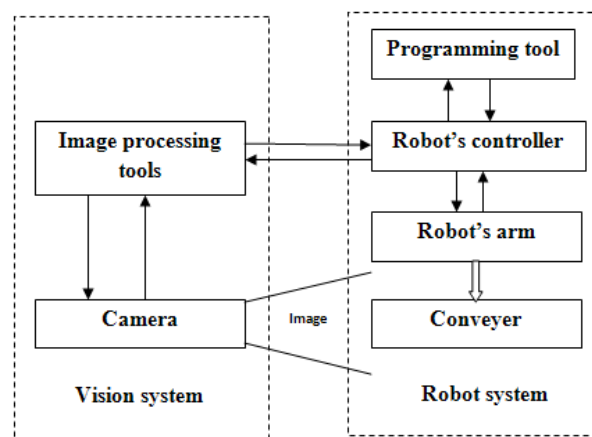 Programming tool
Image processing
tools
Robot's controller
Robot's arm
Camera
Image
Conveyer
Vision system
Robot system